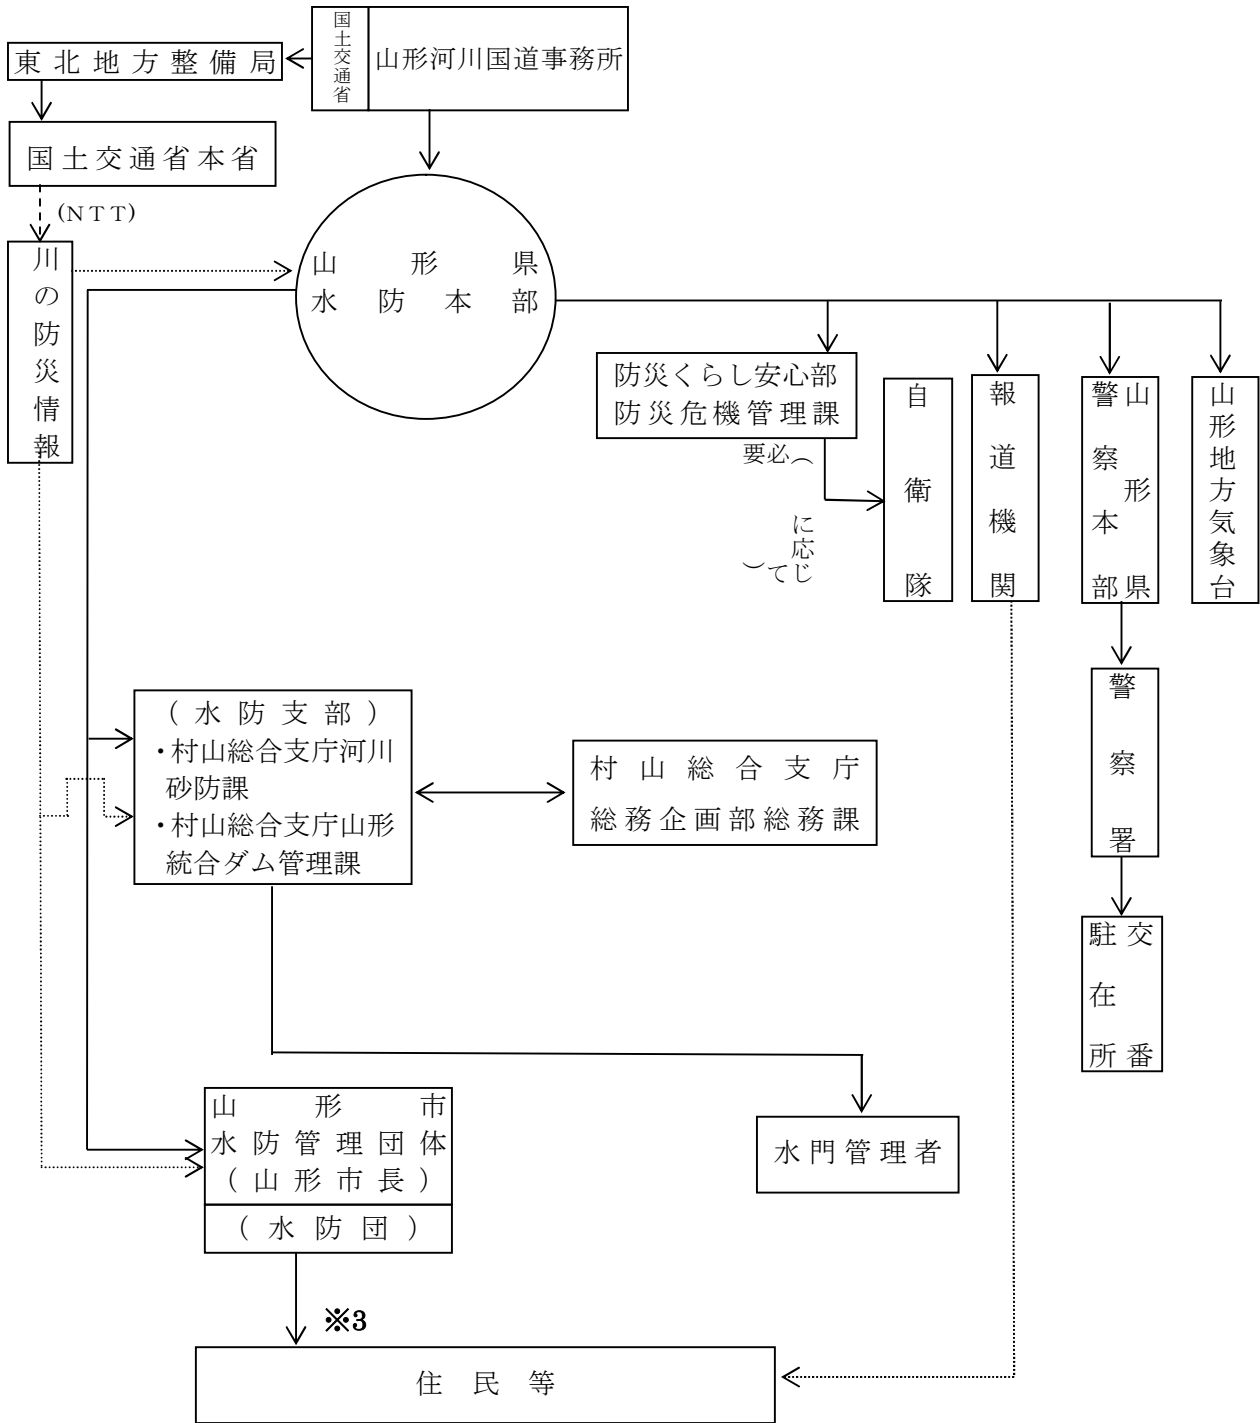 国土交通省
山形河川国道事務所
東北地方整備局
国土交通省本省
(NTT)
川の防災情報
山形県
水防本部
防災くらし安心部
防災危機管理課
(必要
に応じて)
自衛隊
報道機関
山形県
警察本部
山形地方気象台
警察署
交番
駐在所
(水防支部)
・村山総合支庁河川
砂防課
・村山総合支庁山形
統合ダム管理課
村山総合支庁
総務企画部総務課
山形市
水防管理団体
(山形市長)
(水防団)
水門管理者
※3
住民等